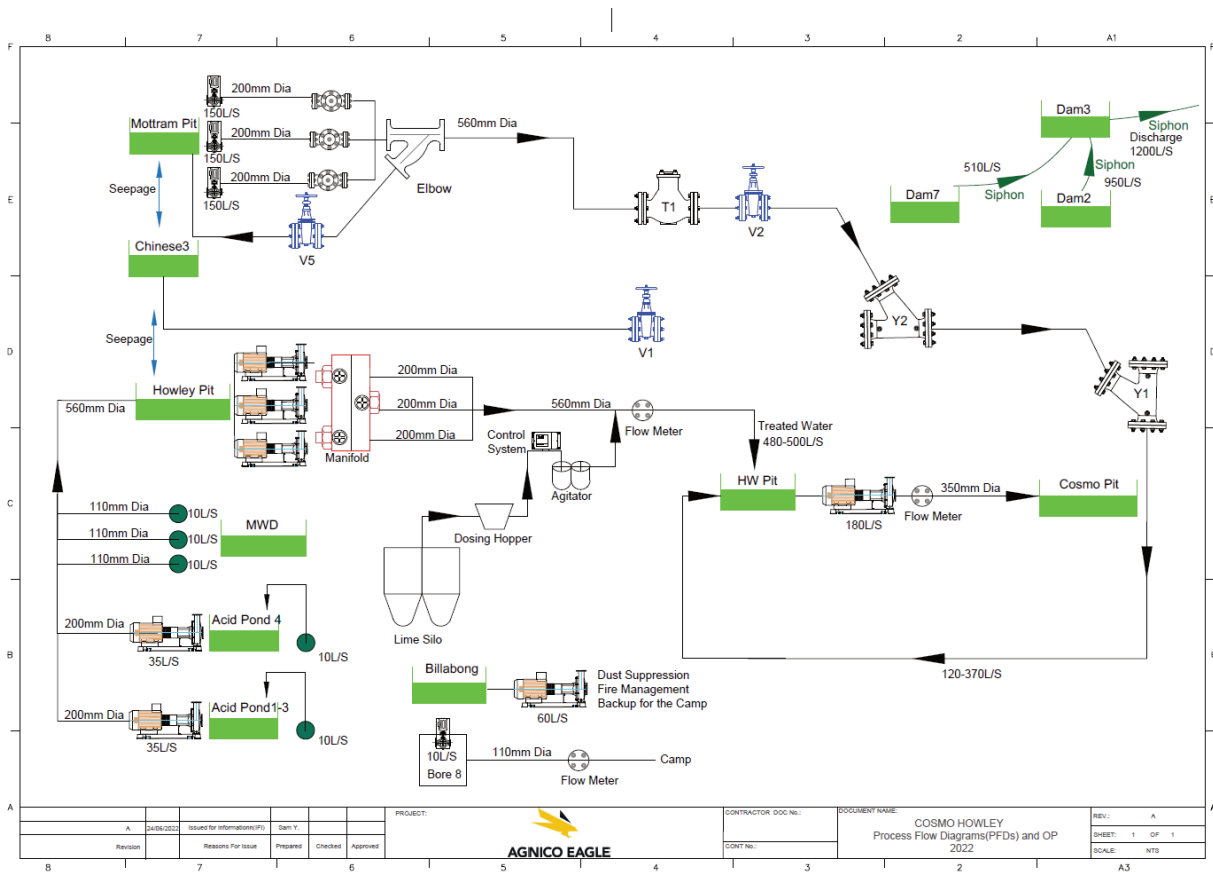 8 7 6 5 4 3 2 A1
F F
Mottram Pit
200mm Dia
150L/S
200mm Dia
150L/S
200mm Dia
150L/S
560mm Dia
Elbow
V5
T1
V2
Dam3
Siphon
Discharge
1200L/S
510L/S
Siphon
950L/S
Dam7
Siphon
Dam2
E
Seepage
Chinese3
Y2
V1
D
Seepage
Y1
Howley Pit
560mm Dia
200mm Dia
200mm Dia
200mm Dia
Manifold
560mm Dia
Flow Meter
Treated Water
480-500L/S
Control
System
Agitator
Dosing Hopper
Lime Silo
HW Pit
180L/S
350mm Dia
Flow Meter
Cosmo Pit
C
110mm Dia
10L/S
MWD
110mm Dia
10L/S
110mm Dia
10L/S
200mm Dia
Acid Pond 4
35L/S
10L/S
B
120-370L/S
Billabong
60L/S
Dust Suppression
Fire Management
Backup for the Camp
200mm Dia
Acid Pond1-3
35L/S
10L/S
10L/S
Bore 8
110mm Dia
Flow Meter
Camp
A
A 24/06/2022 Issued for Information(IFI) Sam Y.
Revision Reasons For Issue Prepared Checked Approved
PROJECT:
AGNICO EAGLE
CONTRACTOR DOC No.:
CONT No.:
DOCUMENT NAME:
COSMO HOWLEY
Process Flow Diagrams(PFDs) and OP
2022
REV.: A
SHEET: 1 OF 1
SCALE: NTS
8 7 6 5 4 3 2 A3